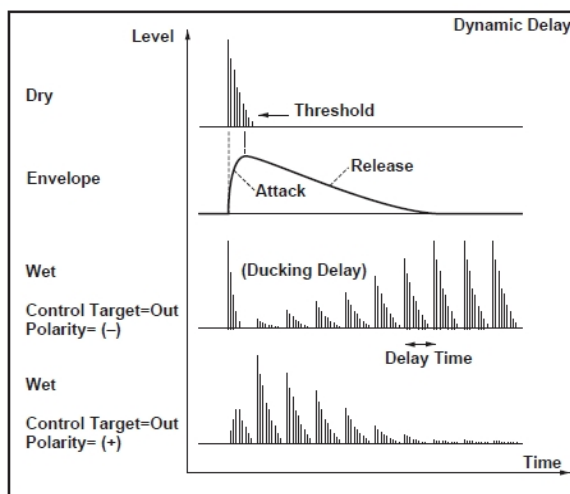 Dynamic Delay
Level
Dry
Threshold
Envelope
Release
Attack
Wet
(Ducking Delay)
Control Target=Out
Polarity= (–)
Delay Time
Wet
Control Target=Out
Polarity= (+)
Time